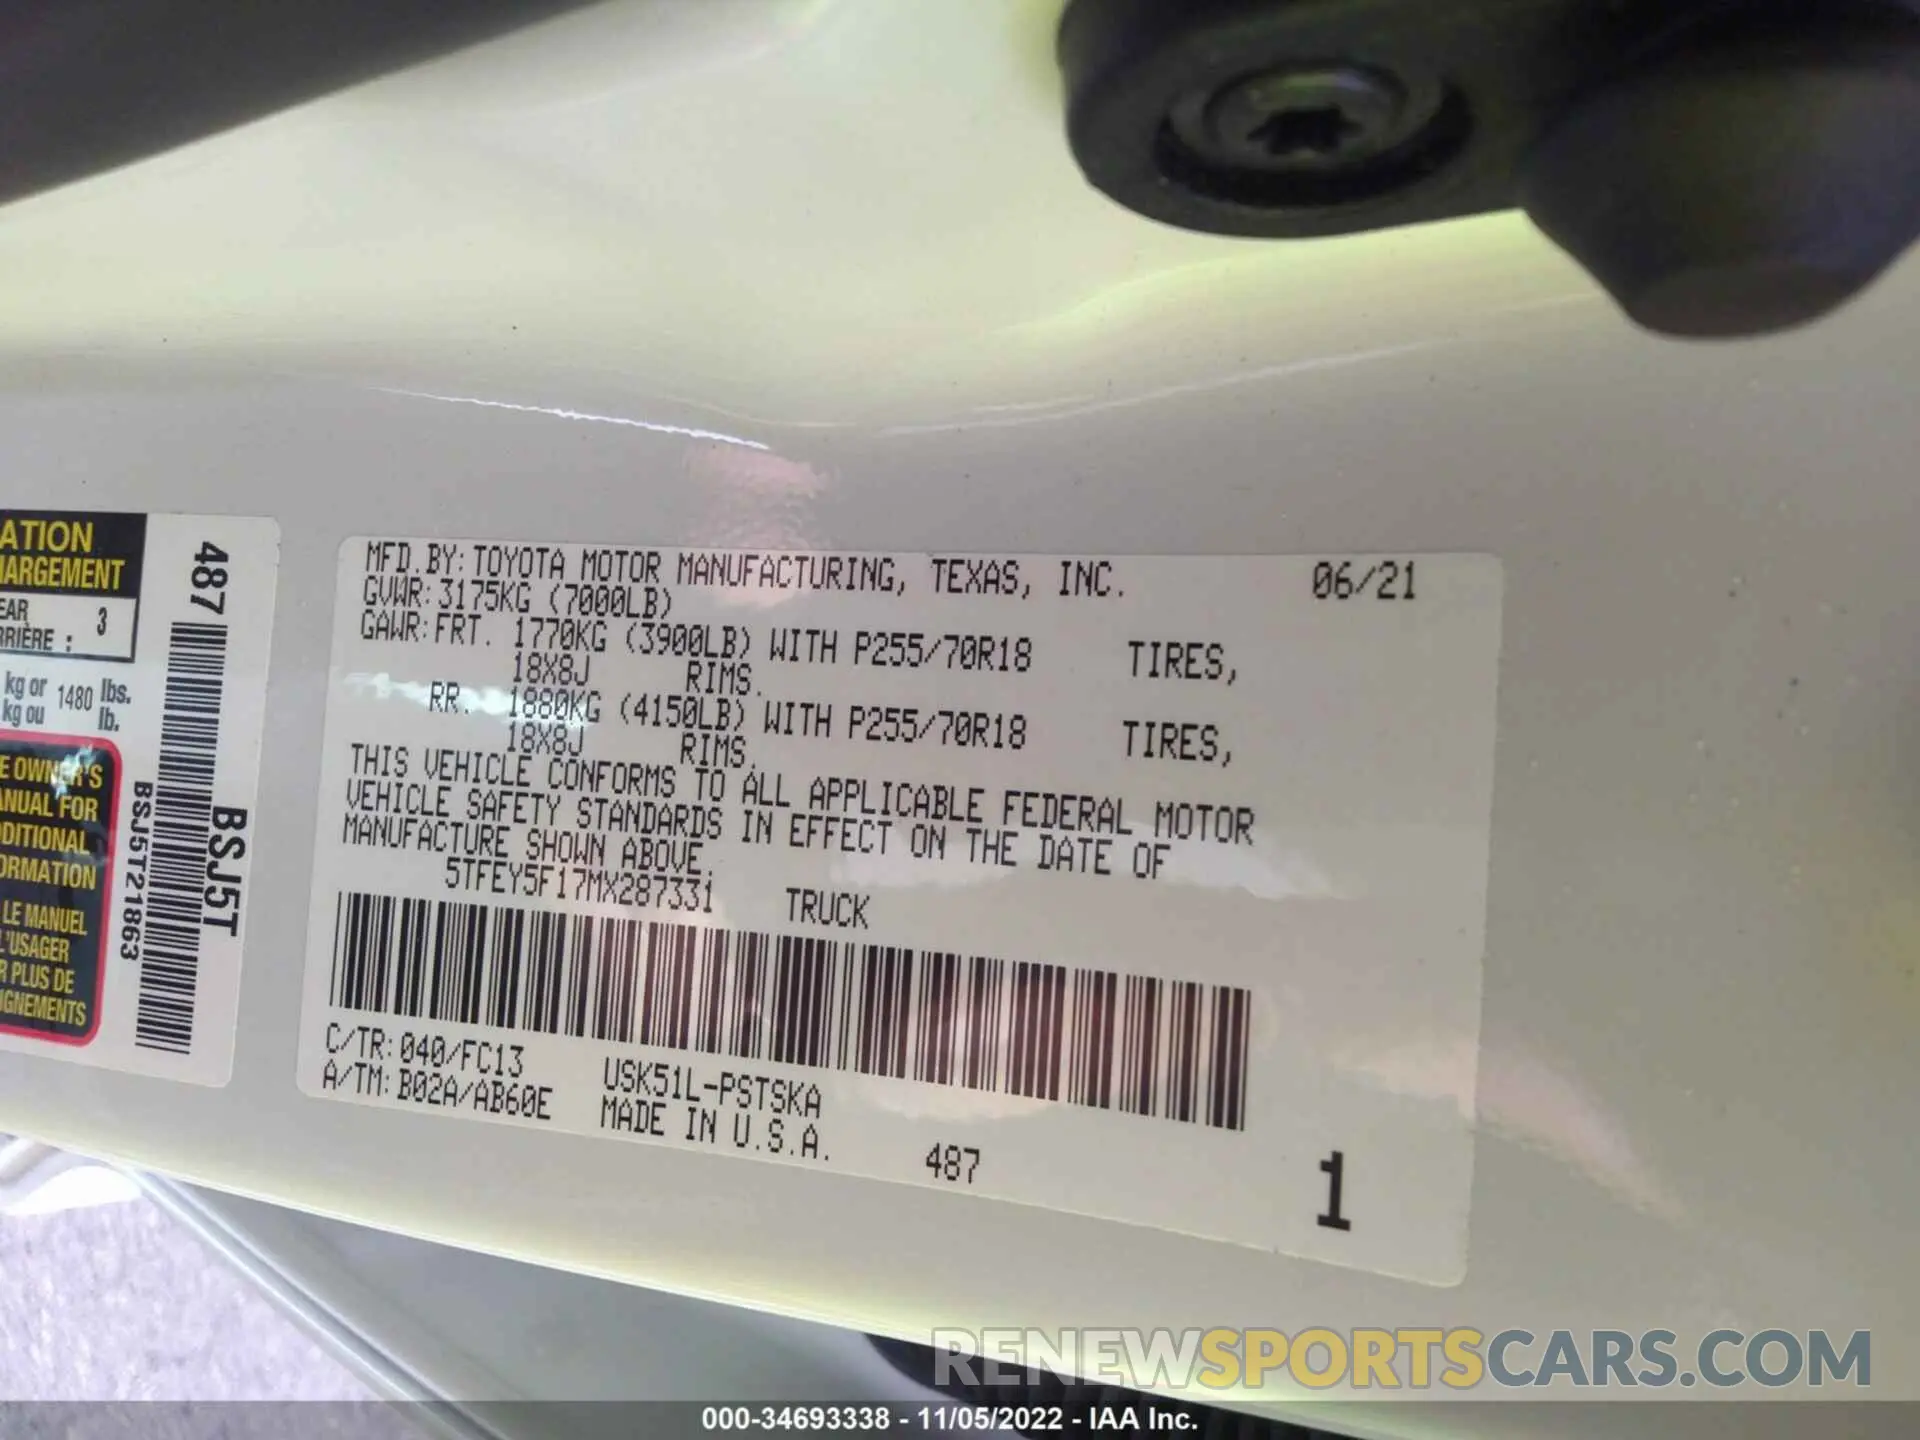 ATION
HARGEMENT
EAR
RRIÈRE : 3
kg or 1480 lbs.
kg ou lb.
E OWNER'S
ANUAL FOR
DDITIONAL
ORMATION
LE MANUEL
L'USAGER
R PLUS DE
IGNEMENTS
487
BSJ5T
BSJ5T21863
MFD.BY:TOYOTA MOTOR MANUFACTURING, TEXAS, INC. 06/21
GVWR:3175KG (7000LB)
GAWR:FRT. 1770KG (3900LB) WITH P255/70R18 TIRES,
18X8J RIMS.
RR. 1880KG (4150LB) WITH P255/70R18 TIRES,
18X8J RIMS.
THIS VEHICLE CONFORMS TO ALL APPLICABLE FEDERAL MOTOR
VEHICLE SAFETY STANDARDS IN EFFECT ON THE DATE OF
MANUFACTURE SHOWN ABOVE.
5TFEY5F17MX287331 TRUCK
C/TR:040/FC13 USK51L-PSTSKA
A/TM:B02A/AB60E MADE IN U.S.A.
487
1
RENEWSPORTSCARS.COM
000-34693338 - 11/05/2022 - IAA Inc.